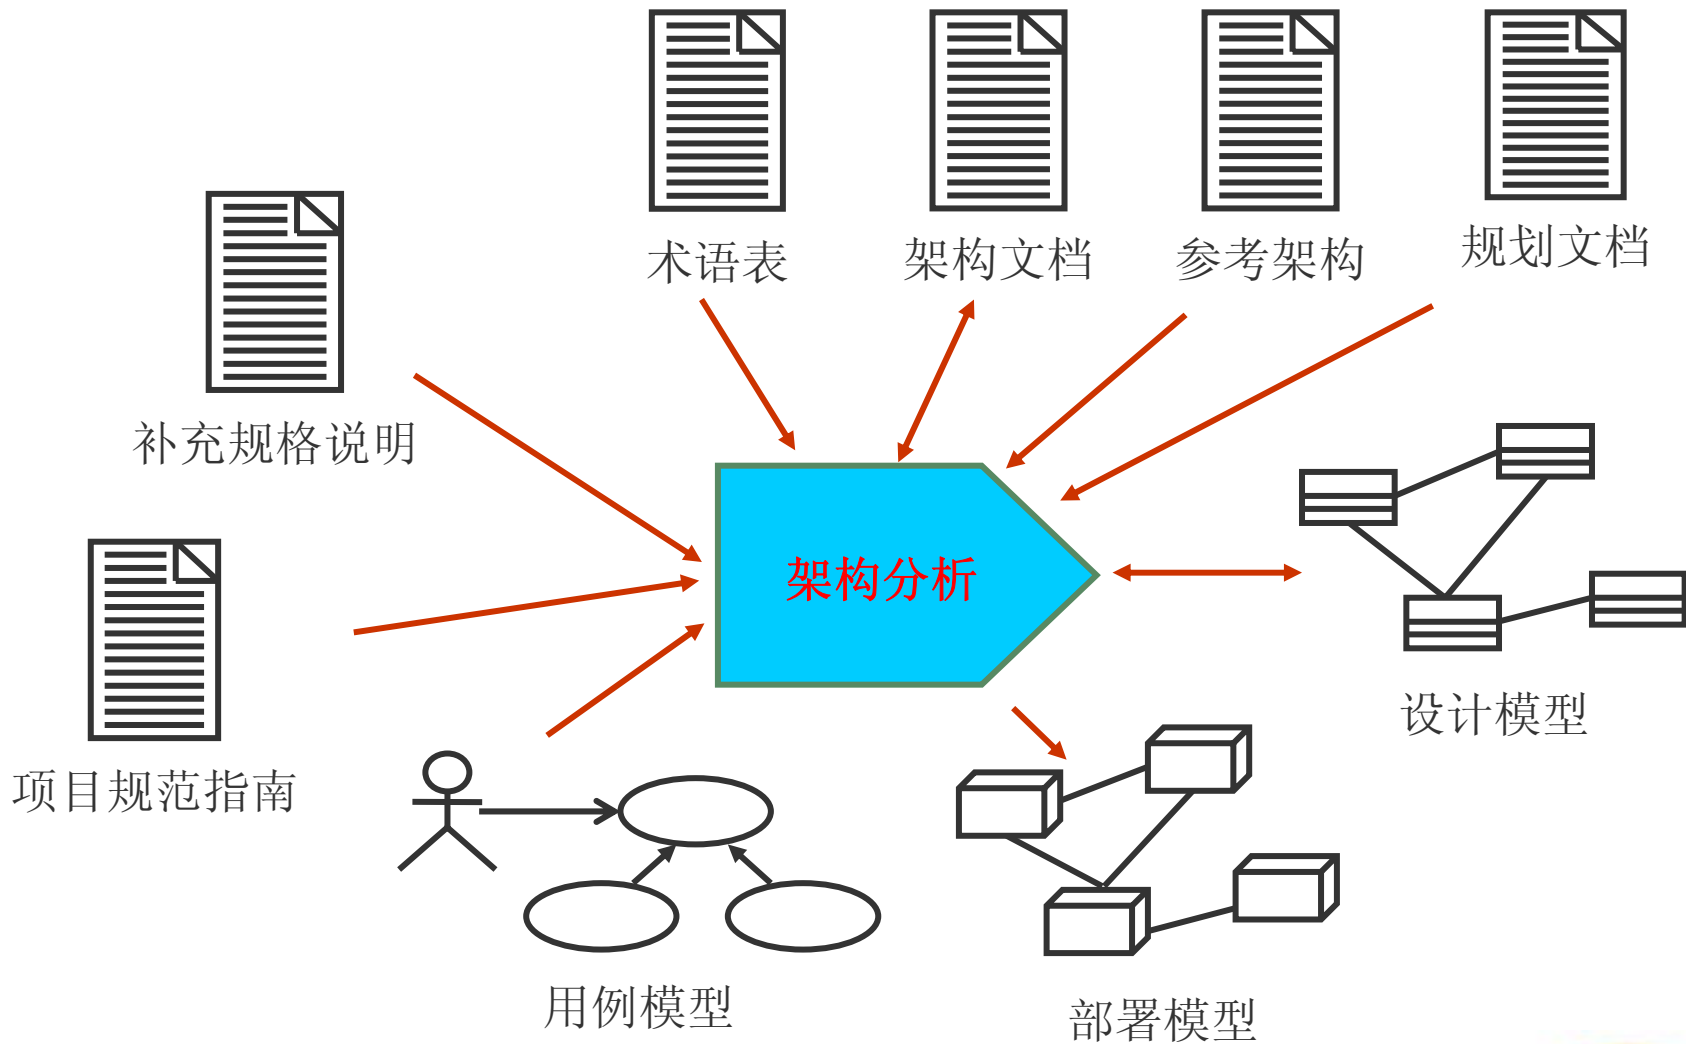 术语表
架构文档
参考架构
规划文档
补充规格说明
架构分析
设计模型
项目规范指南
用例模型
部署模型